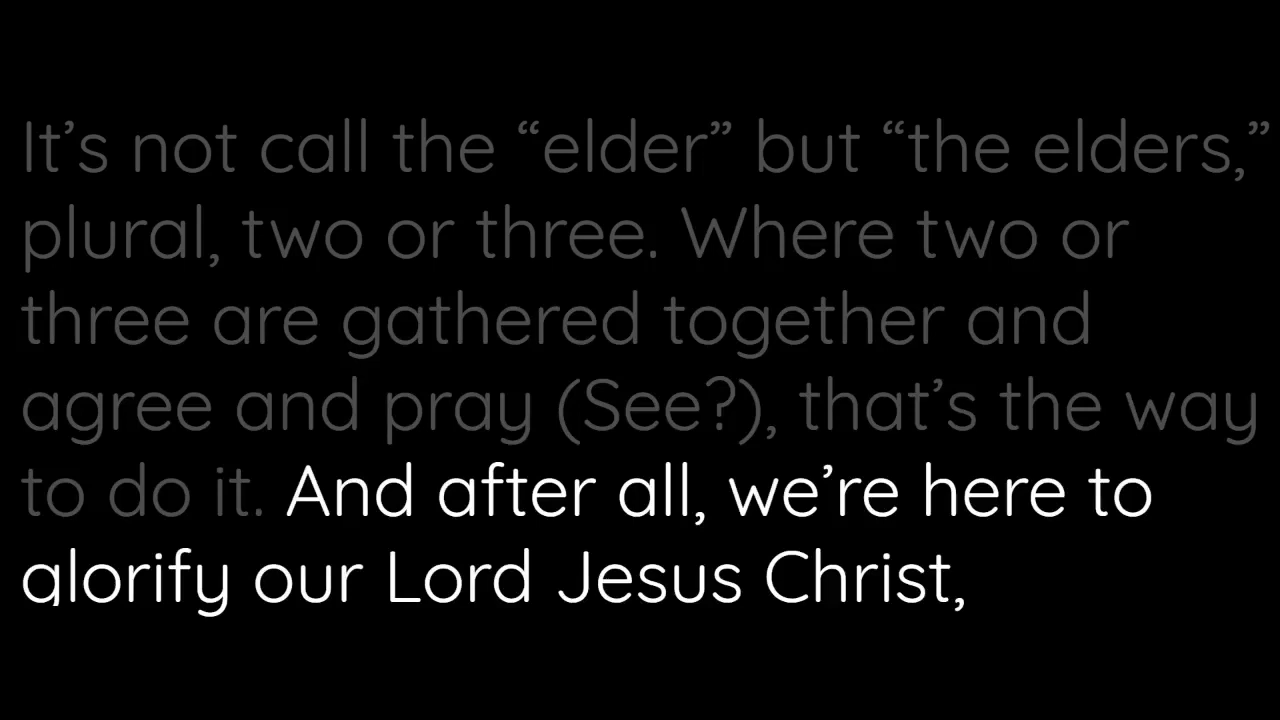 It’s not call the “elder” but “the elders,”
plural, two or three. Where two or
three are gathered together and
agree and pray (See?), that’s the way
to do it. And after all, we’re here to
glorify our Lord Jesus Christ,